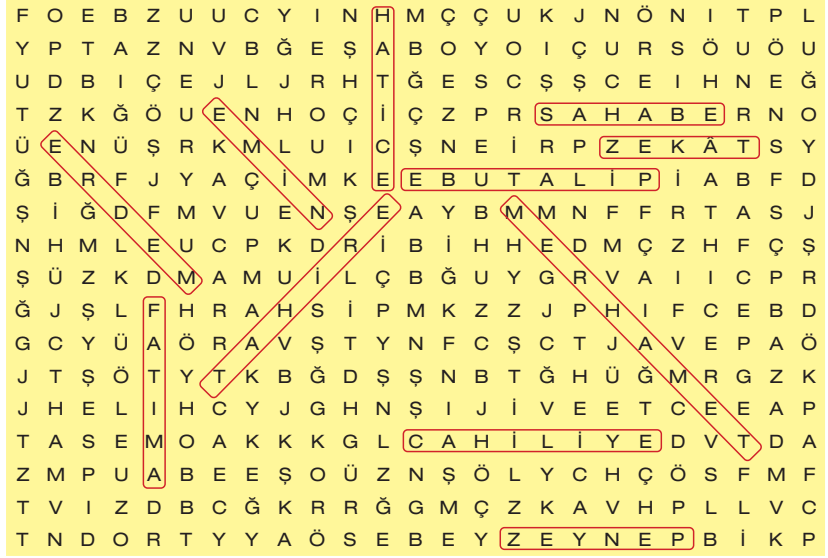 F O E B Z U U C Y I N H M Ç Ç U K J N Ö N I T P L
Y P T A Z N V B Ğ E Ş A B O Y O I Ç U R S Ö U Ö U
U D B I Ç E J L J R H T Ğ E S C Ş Ş C E I H N E Ğ
T Z K Ğ Ö U E N H O Ç İ Ç Z P R S A H A B E R N O
Ü E N Ü Ş R K M L U I C Ş N E İ R P Z E K Â T S Y
Ğ B R F J Y A Ç İ M K E E B U T A L İ P İ A B F D
Ş İ Ğ D F M V U E N Ş E A Y B M M N F F R T A S J
N H M L E U C P K D R İ B İ H H E D M Ç Z H F Ç Ş
Ş Ü Z K D M A M U İ L Ç B Ğ U Y G R V A I I C P R
Ğ J Ş L F H R A H S İ P M K Z Z J P H I F C E B D
G C Y Ü A Ö R A V Ş T Y N F C Ş C T J A V E P A Ö
J T Ş Ö T Y T K B Ğ D Ş Ş N B T Ğ H Ü Ğ M R G Z K
J H E L I H C Y J G H N Ş I J İ V E E T C E E A P
T A S E M O A K K K G L C A H İ L İ Y E D V T D A
Z M P U A B E E Ş O Ü Z N Ş Ö L Y C H Ç Ö S F M F
T V I Z D B C Ğ K R R Ğ G M Ç Z K A V H P L L V C
T N D O R T Y Y A Ö S E B E Y Z E Y N E P B İ K P